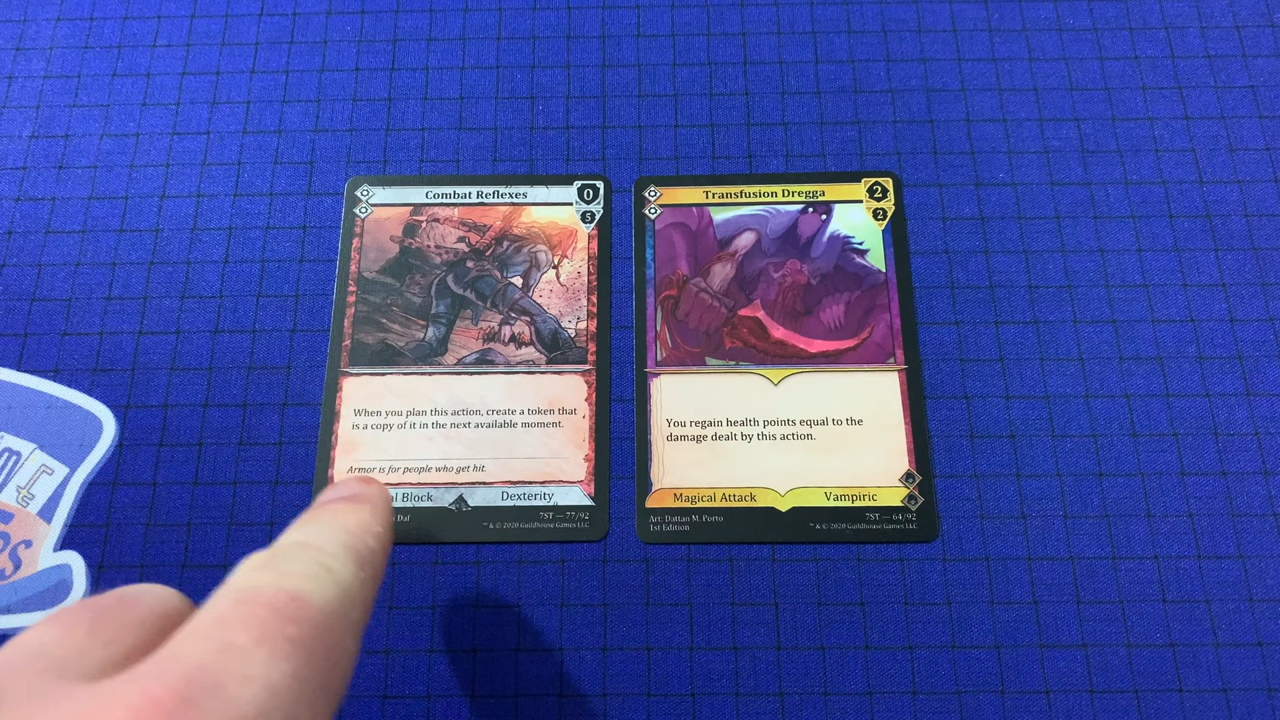 Combat Reflexes
0
5
When you plan this action, create a token that
is a copy of it in the next available moment.
Armor is for people who get hit.
al Block
Dexterity
Daf
7ST — 77/92
™ & © 2020 Guildhouse Games LLC
Transfusion Dregga
2
2
You regain health points equal to the
damage dealt by this action.
Magical Attack
Vampiric
Art: Dattan M. Porto
1st Edition
7ST — 64/92
™ & © 2020 Guildhouse Games LLC